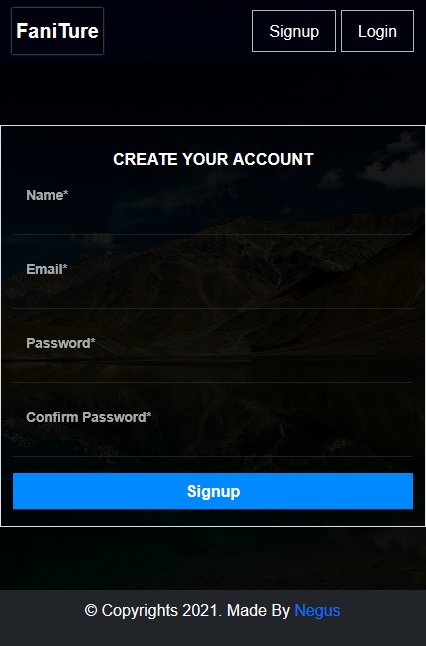 FaniTure
Signup
Login
CREATE YOUR ACCOUNT
Name*
Email*
Password*
Confirm Password*
Signup
© Copyrights 2021. Made By Negus